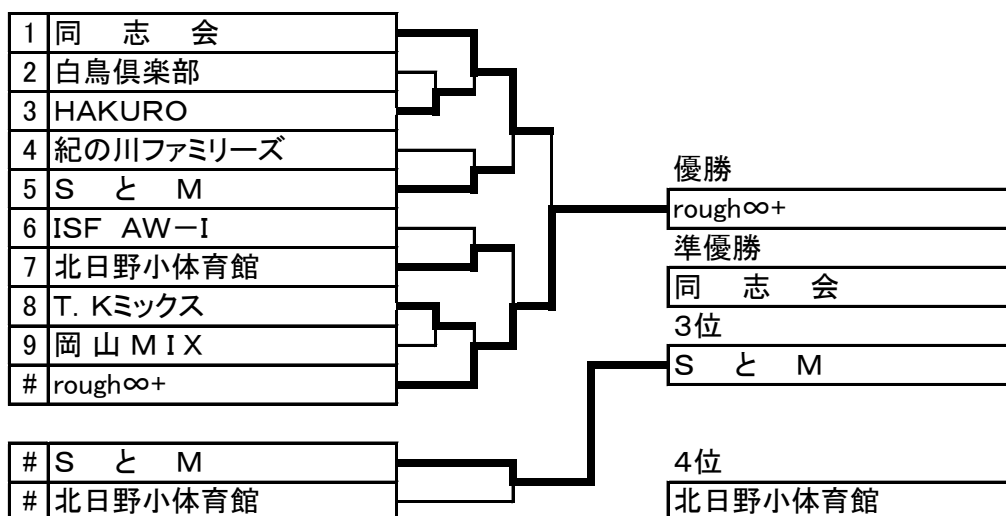 1 同 志 会
2 白鳥倶楽部
3 HAKURO
4 紀の川ファミリーズ
5 S と M
6 ISF AW－I
7 北日野小体育館
8 T. Kミックス
9 岡 山 M I X
# rough∞+
優勝
rough∞+
準優勝
同 志 会
3位
S と M
# S と M
# 北日野小体育館
4位
北日野小体育館